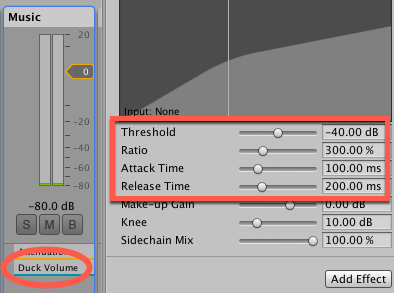 Music
20
0
-20
-40
-60
-80
-80.0 dB
S M B
Attenuation
Duck Volume
Input: None
Threshold -40.00 dB
Ratio 300.00 %
Attack Time 100.00 ms
Release Time 200.00 ms
Make-up Gain 0.00 dB
Knee 10.00 dB
Sidechain Mix 100.00 %
Add Effect